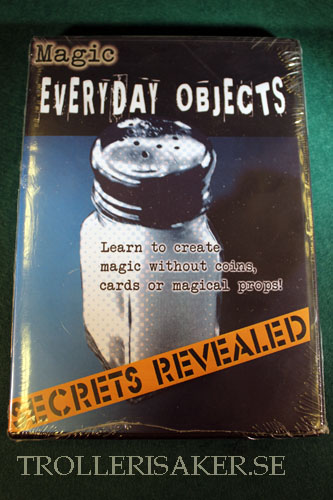 Magic
EVERYDAY OBJECTS
Learn to create
magic without coins,
cards or magical props!
SECRETS REVEALED
TROLLERISAKER.SE